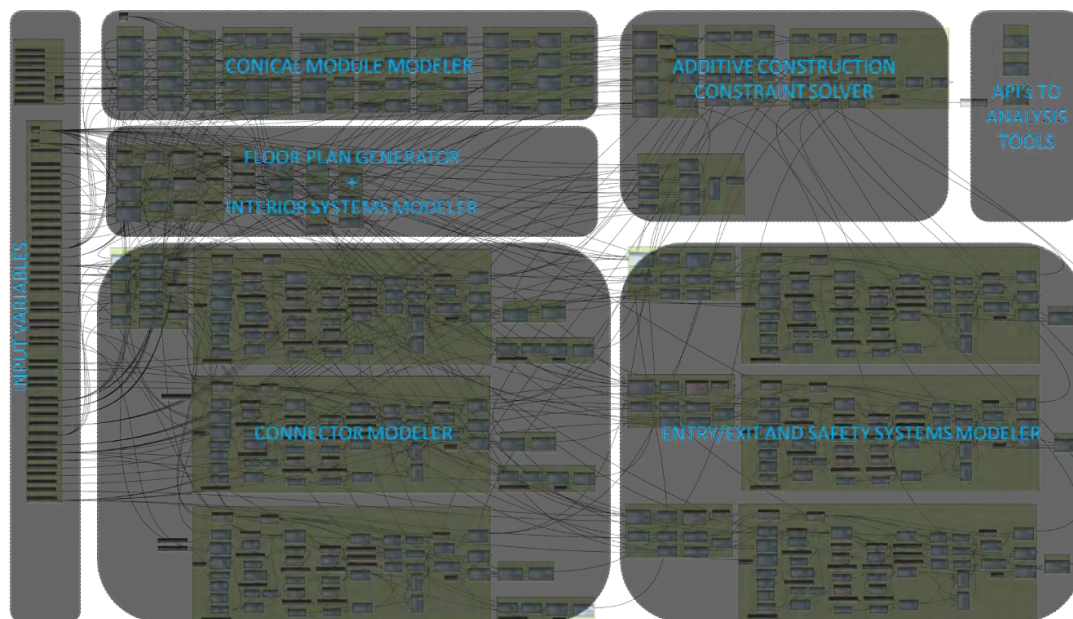 INPUT VARIABLES
CONICAL MODULE MODELER
FLOOR PLAN GENERATOR
+
INTERIOR SYSTEMS MODELER
ADDITIVE CONSTRUCTION
CONSTRAINT SOLVER
API's TO
ANALYSIS
TOOLS
CONNECTOR MODELER
ENTRY/EXIT AND SAFETY SYSTEMS MODELER